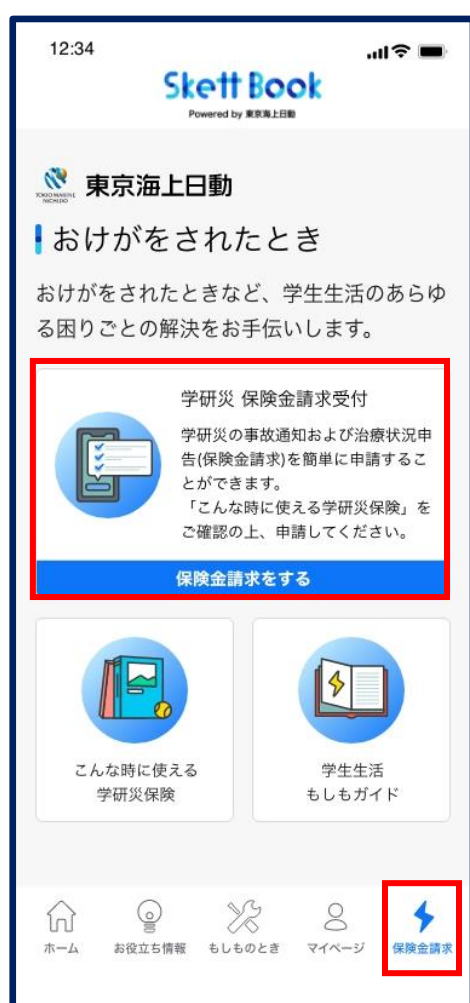 12:34
Skett Book
Powered by 東京海上日動
TOKIO MARINE
NICHIDO
東京海上日動
おけがをされたとき
おけがをされたときなど、学生生活のあらゆ
る困りごとの解決をお手伝いします。
学研災 保険金請求受付
学研災の事故通知および治療状況申
告(保険金請求)を簡単に申請するこ
とができます。
「こんな時に使える学研災保険」を
ご確認の上、申請してください。
保険金請求をする
こんな時に使える
学研災保険
学生生活
もしもガイド
ホーム
お役立ち情報
もしものとき
マイページ
保険金請求